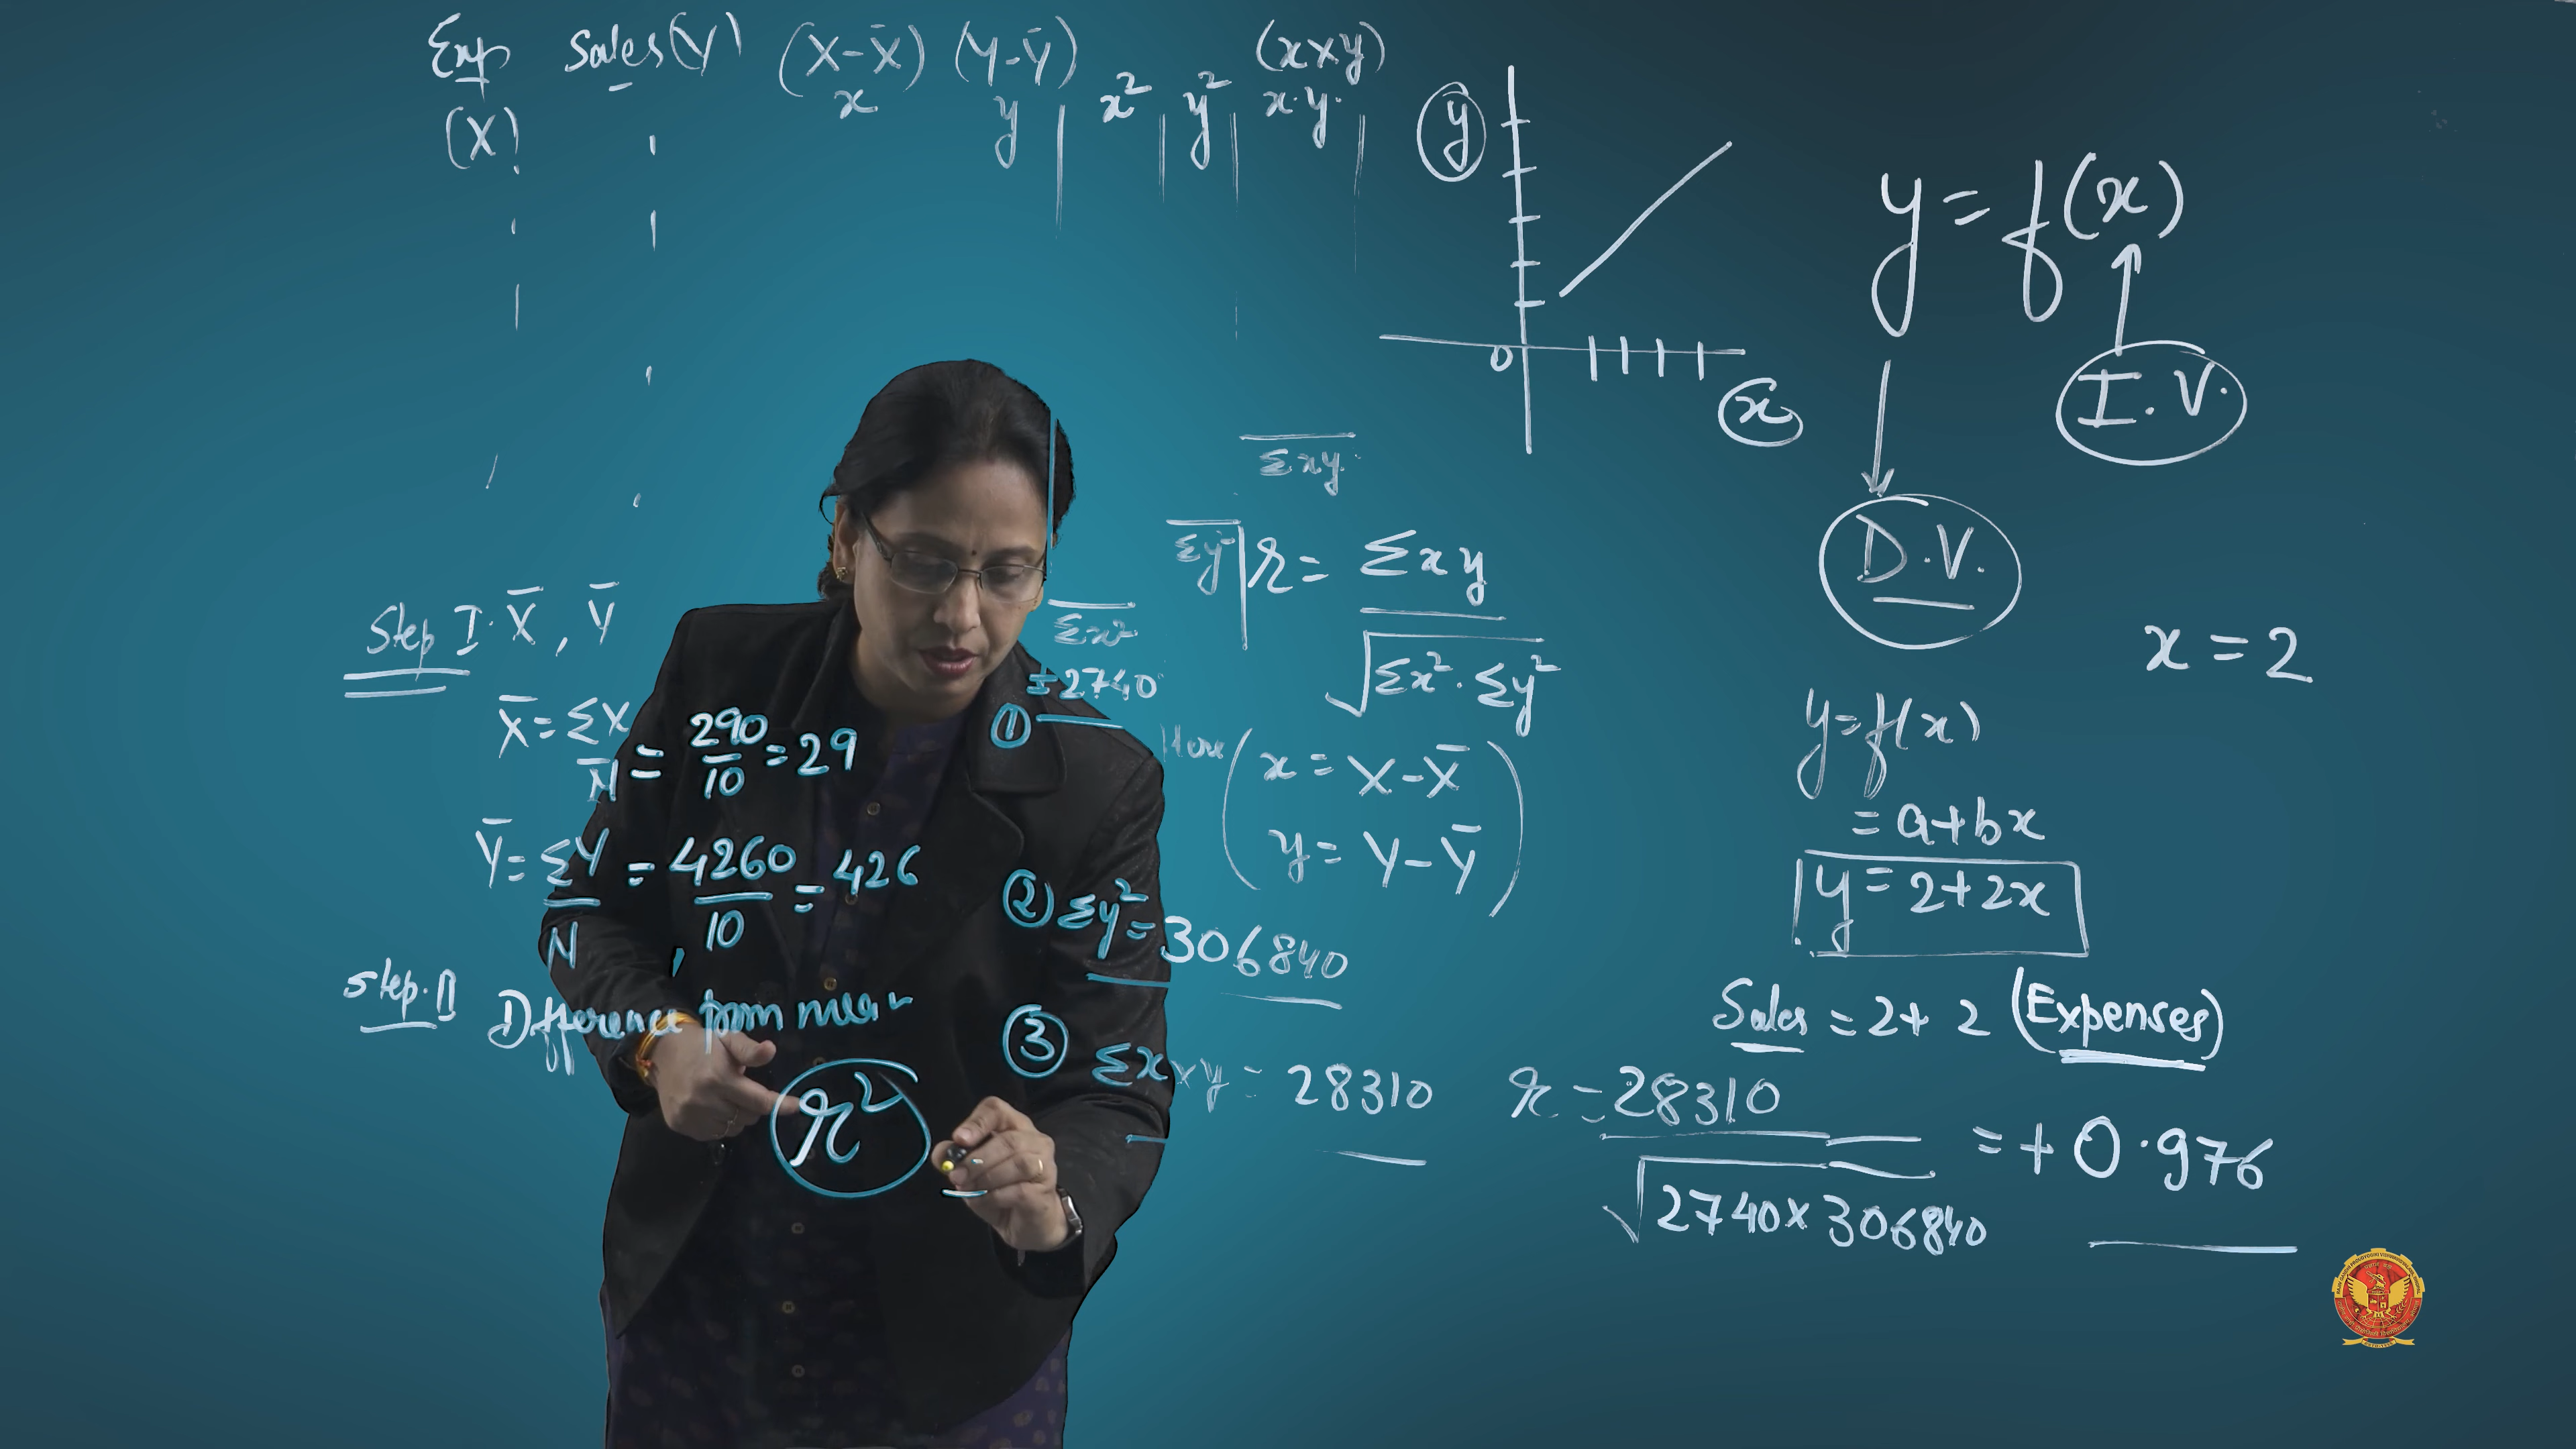 Exp Sales(Y) (X-X̄) (Y-Ȳ) (x×y)
(X) x y x² y² x.y.
y
0
x
y = f(x)
I.V.
D.V.
Σxy
Σy²
Σx²
= 2740
①
r = Σxy / √Σx².Σy²
Here (x = X-X̄
y = Y-Ȳ)
Step I. X̄, Ȳ
X̄ = ΣX/N = 290/10 = 29
Ȳ = ΣY/N = 4260/10 = 426
② Σy² = 306840
Step.II Difference from mean
③ Σx×y = 28310
r²
x = 2
y = f(x)
= a+bx
y = 2+2x
Sales = 2+ 2 (Expenses)
r = 28310 / √2740×306840 = + 0.976